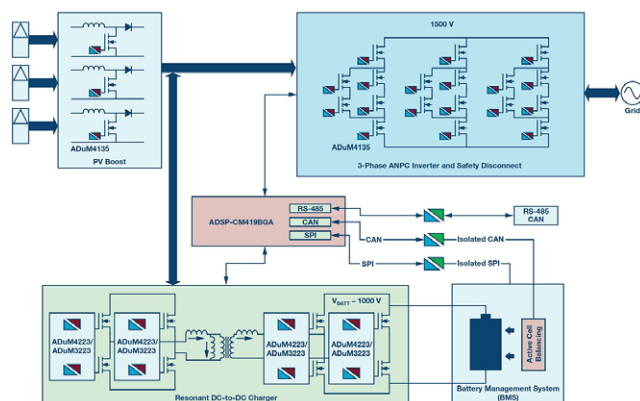 1500 V
ADuM4135
PV Boost
ADuM4135
3-Phase ANPC Inverter and Safety Disconnect
Grid
ADSP-CM419BGA
RS-485
CAN
SPI
RS-485
CAN
CAN
Isolated CAN
SPI
Isolated SPI
ADuM4223/
ADuM3223
ADuM4223/
ADuM3223
VBATT – 1000 V
ADuM4223/
ADuM3223
ADuM4223/
ADuM3223
Resonant DC-to-DC Charger
Active Cell
Balancing
Battery Management System
(BMS)